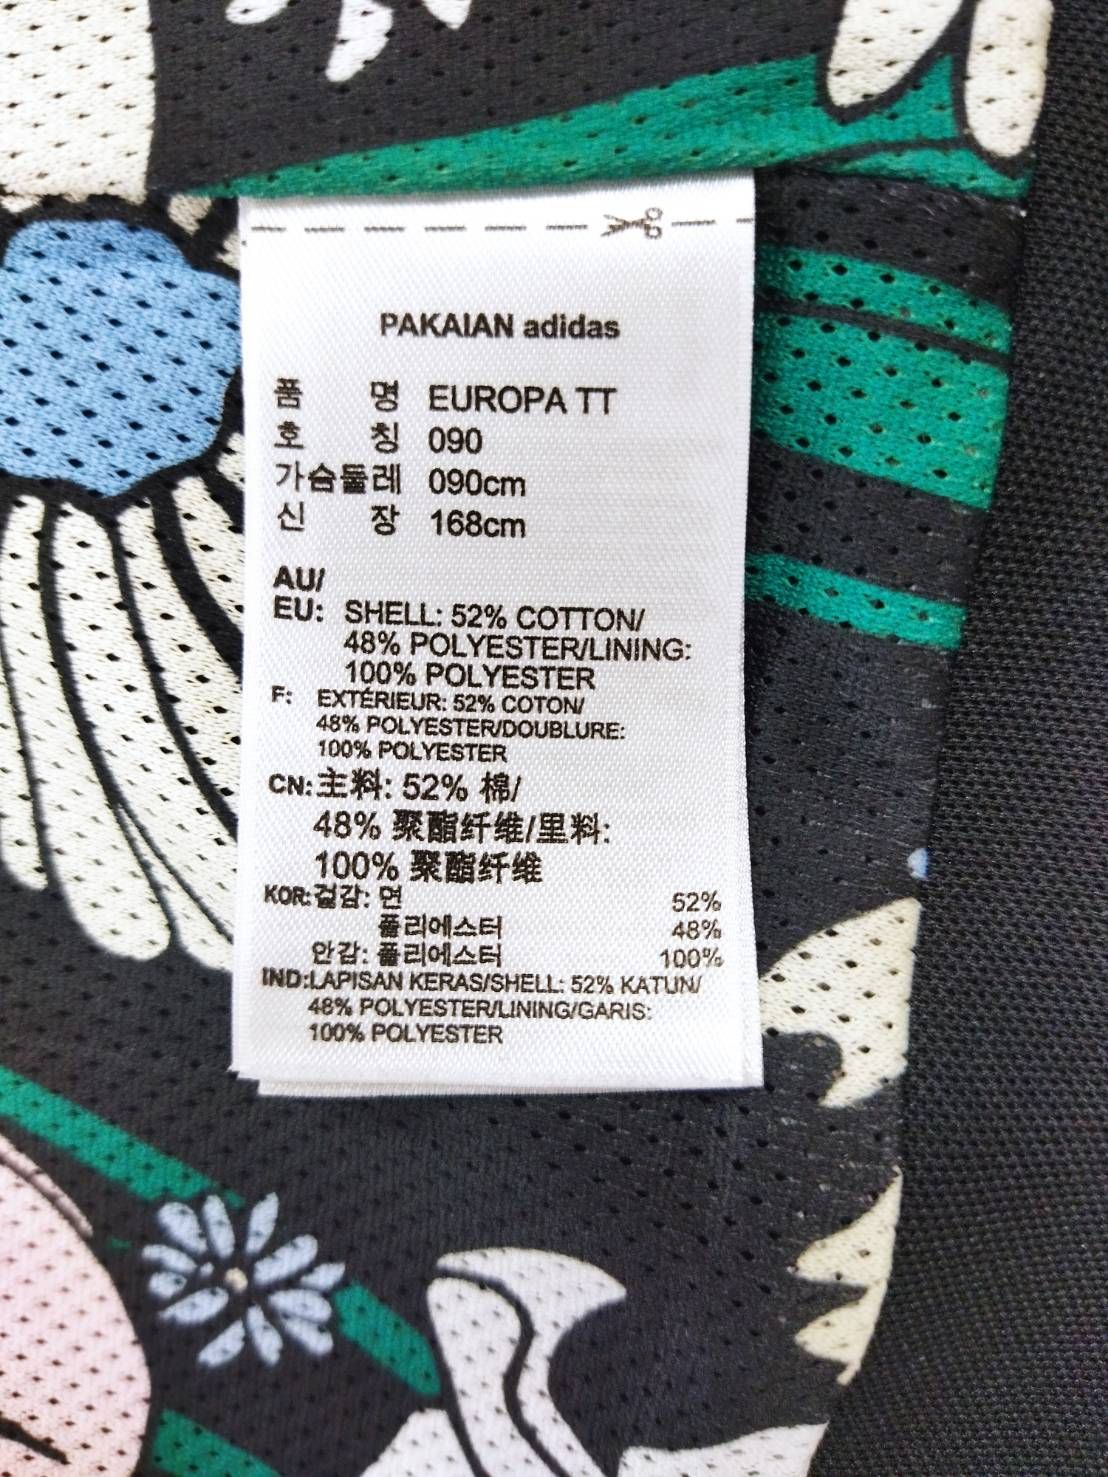 PAKAIAN adidas
품 명 EUROPA TT
호 칭 090
가슴둘레 090cm
신 장 168cm
AU/
EU: SHELL: 52% COTTON/
48% POLYESTER/LINING:
100% POLYESTER
F: EXTÉRIEUR: 52% COTON/
48% POLYESTER/DOUBLURE:
100% POLYESTER
CN:主料: 52% 棉/
48% 聚酯纤维/里料:
100% 聚酯纤维
KOR:겉감: 면 52%
폴리에스터 48%
안감: 폴리에스터 100%
IND:LAPISAN KERAS/SHELL: 52% KATUN/
48% POLYESTER/LINING/GARIS:
100% POLYESTER